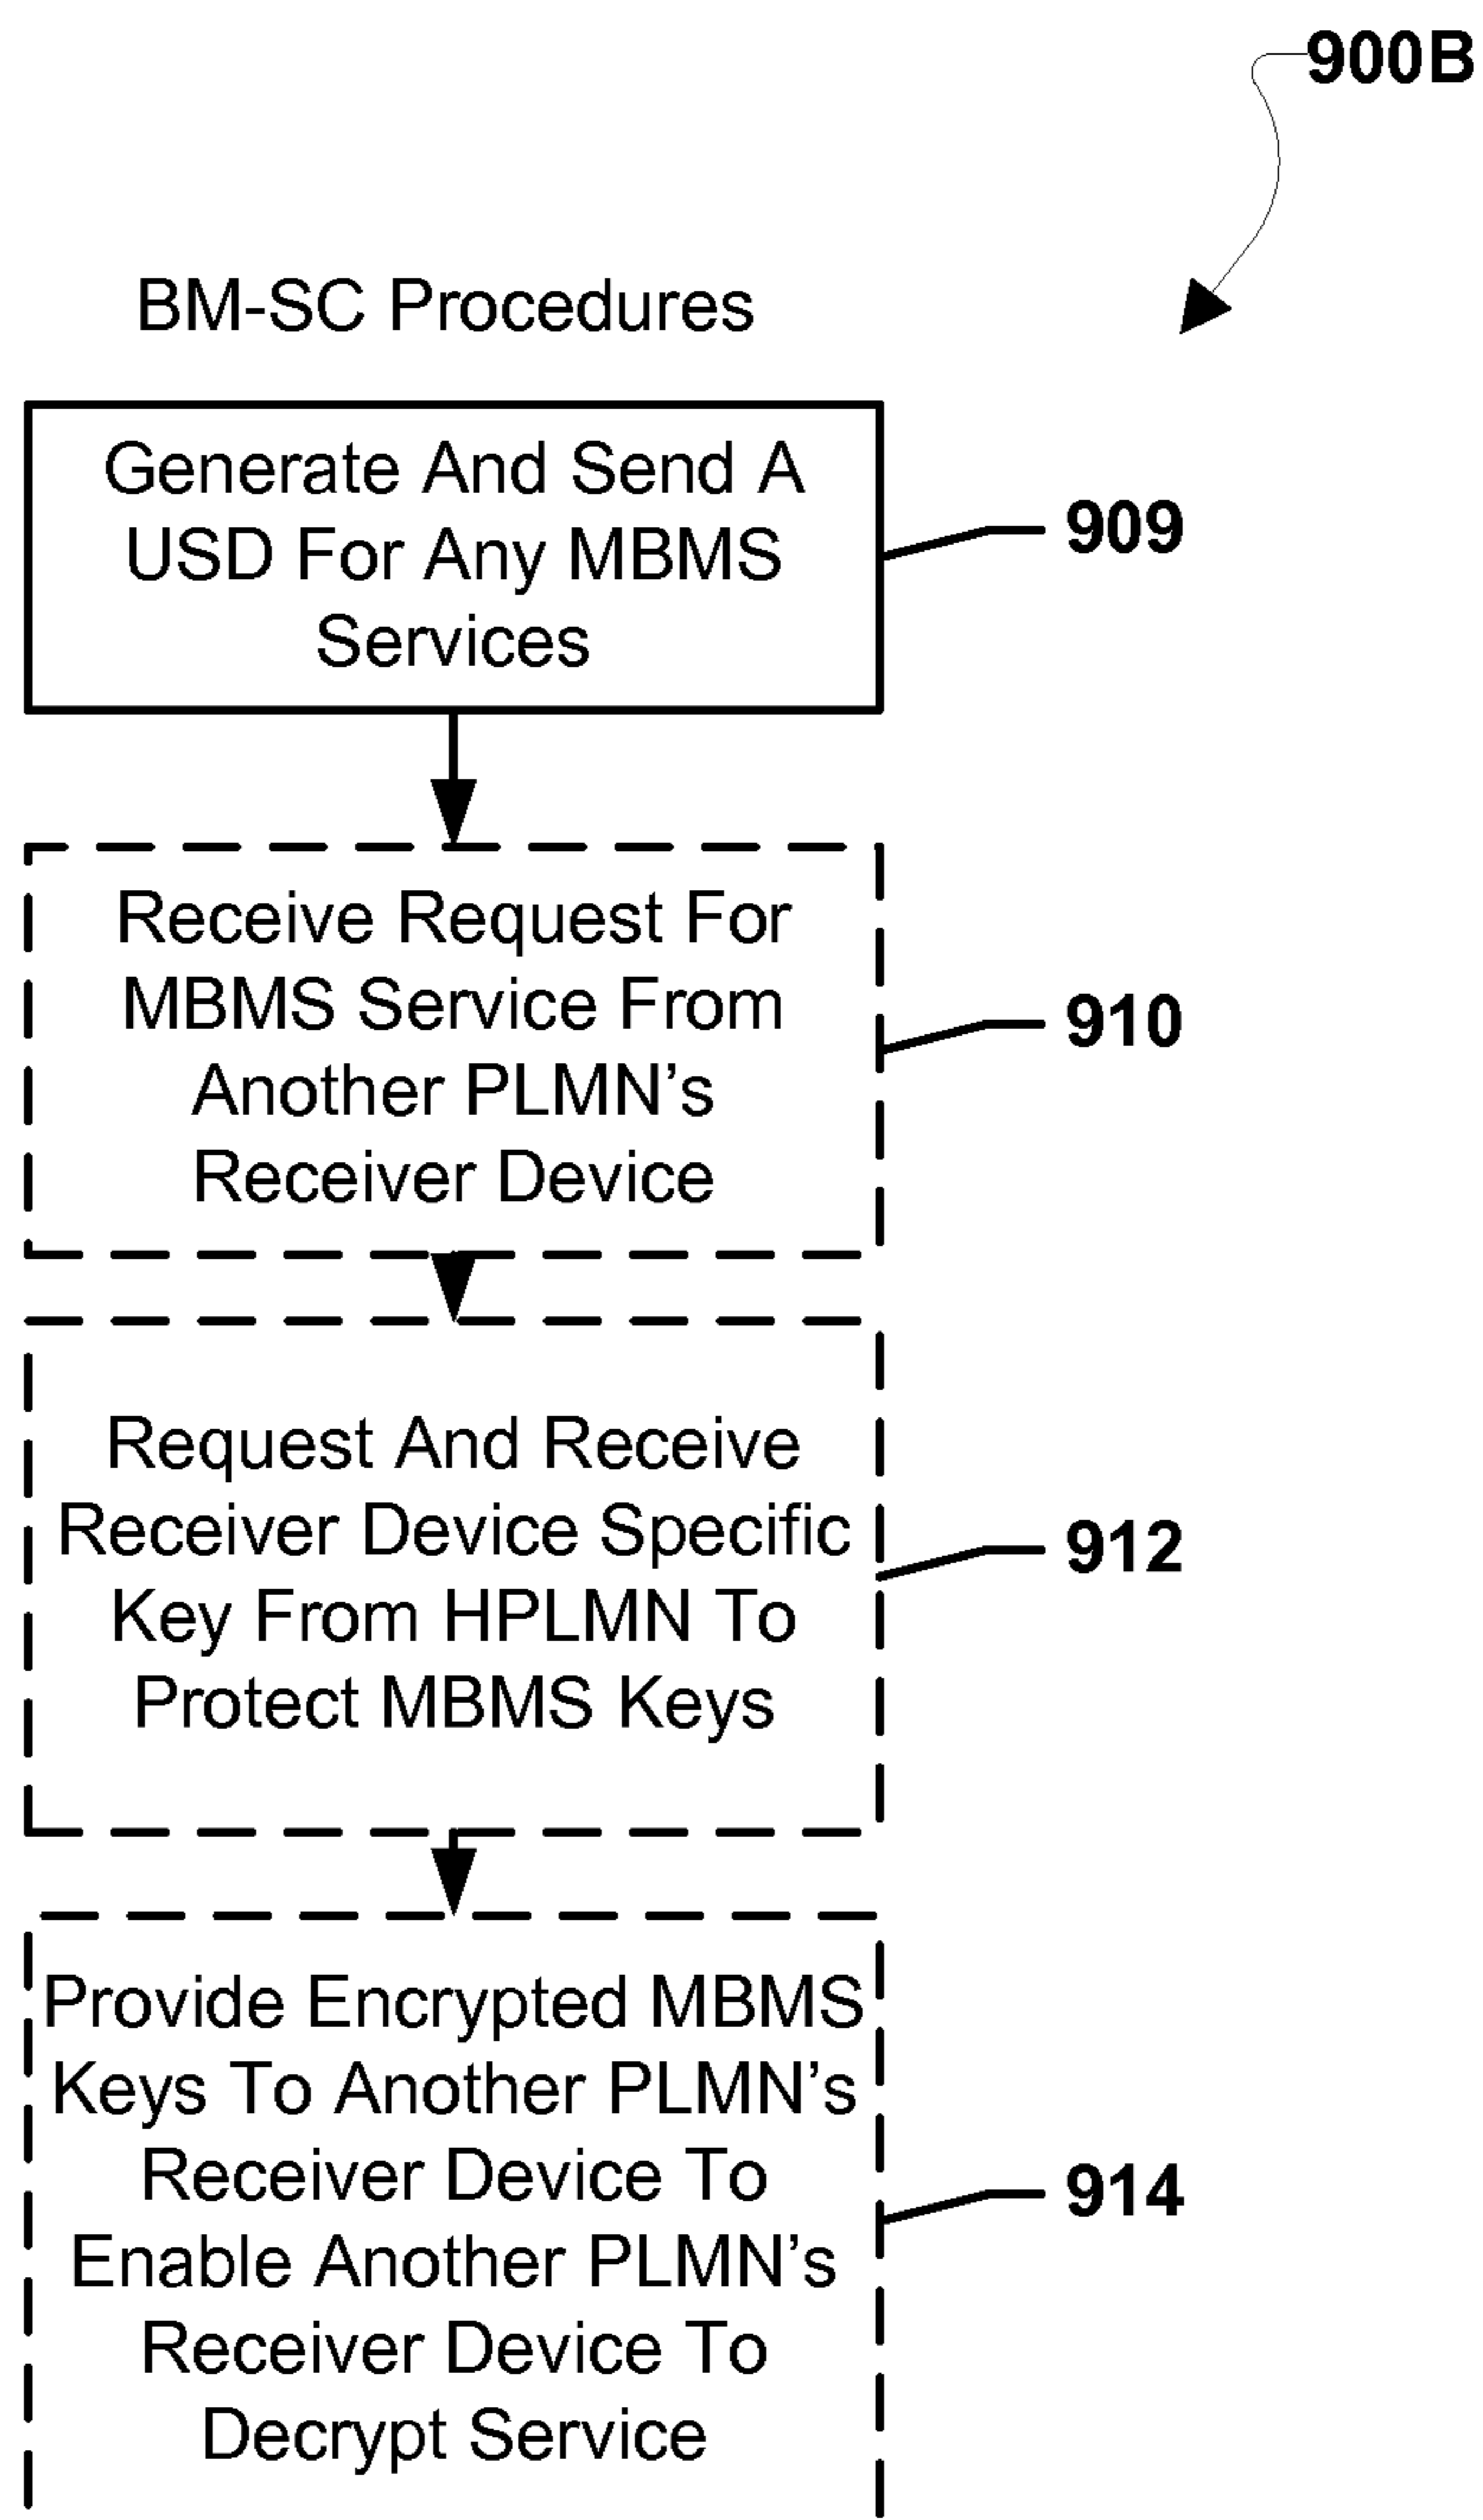 900B
BM-SC Procedures
Generate And Send A
USD For Any MBMS
Services
909
Receive Request For
MBMS Service From
Another PLMN's
Receiver Device
910
Request And Receive
Receiver Device Specific
Key From HPLMN To
Protect MBMS Keys
912
Provide Encrypted MBMS
Keys To Another PLMN's
Receiver Device To
Enable Another PLMN's
Receiver Device To
Decrypt Service
914